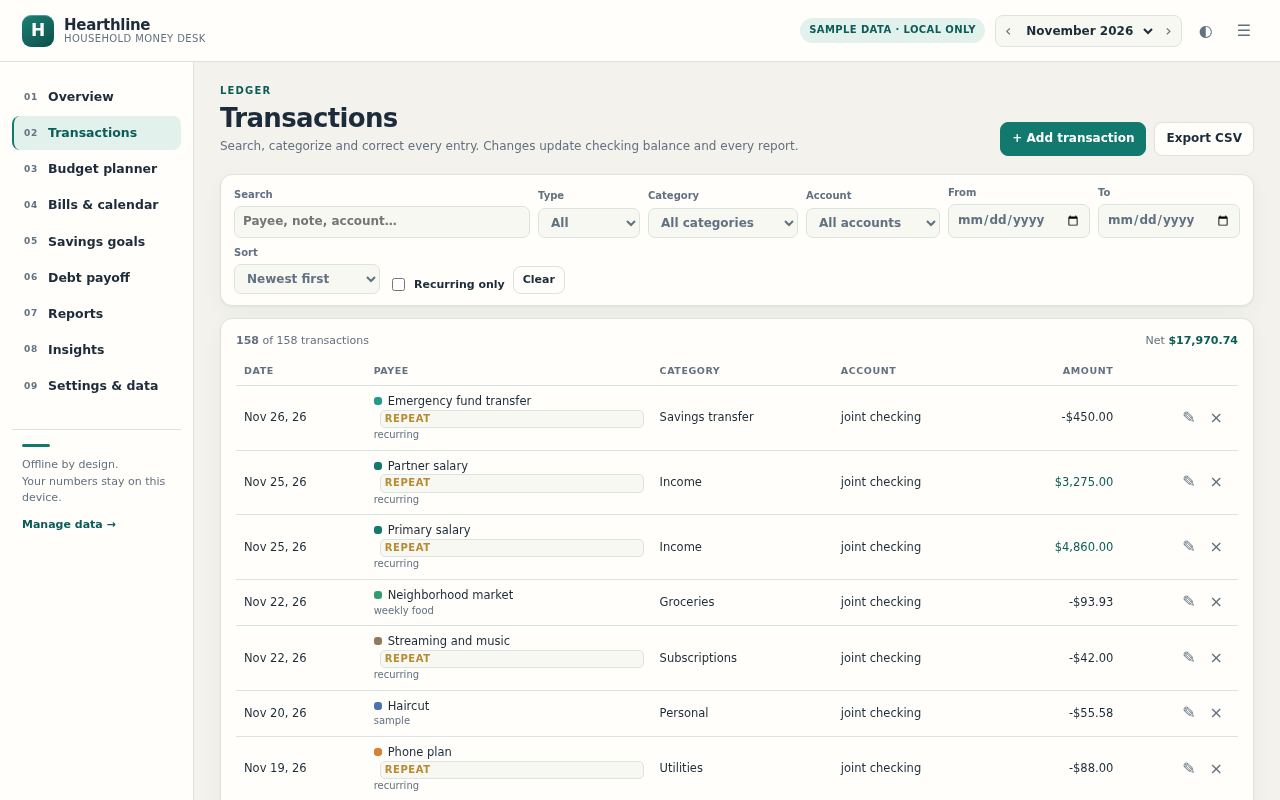 H
Hearthline
HOUSEHOLD MONEY DESK
SAMPLE DATA · LOCAL ONLY
‹ November 2026 ›
01 Overview
02 Transactions
03 Budget planner
04 Bills & calendar
05 Savings goals
06 Debt payoff
07 Reports
08 Insights
09 Settings & data
Offline by design.
Your numbers stay on this
device.
Manage data →
LEDGER
Transactions
Search, categorize and correct every entry. Changes update checking balance and every report.
+ Add transaction Export CSV
Search Type Category Account From To
Payee, note, account… All All categories All accounts mm/dd/yyyy mm/dd/yyyy
Sort
Newest first Recurring only Clear
158 of 158 transactions Net $17,970.74
DATE PAYEE CATEGORY ACCOUNT AMOUNT
Nov 26, 26 Emergency fund transfer Savings transfer joint checking -$450.00 ✎ ×
REPEAT
recurring
Nov 25, 26 Partner salary Income joint checking $3,275.00 ✎ ×
REPEAT
recurring
Nov 25, 26 Primary salary Income joint checking $4,860.00 ✎ ×
REPEAT
recurring
Nov 22, 26 Neighborhood market Groceries joint checking -$93.93 ✎ ×
weekly food
Nov 22, 26 Streaming and music Subscriptions joint checking -$42.00 ✎ ×
REPEAT
recurring
Nov 20, 26 Haircut Personal joint checking -$55.58 ✎ ×
sample
Nov 19, 26 Phone plan Utilities joint checking -$88.00 ✎ ×
REPEAT
recurring